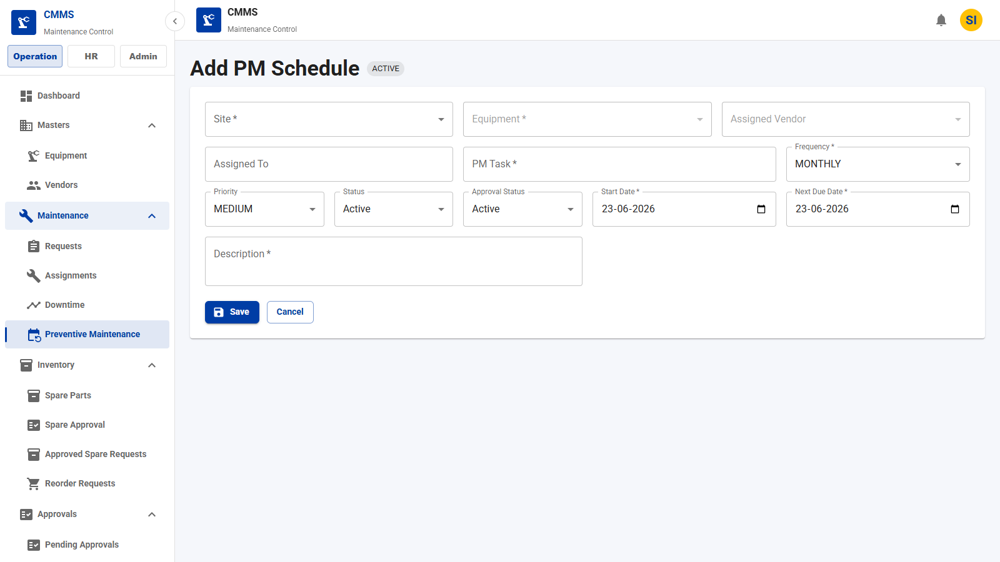 CMMS
Maintenance Control
Operation
HR
Admin
Dashboard
Masters
Equipment
Vendors
Maintenance
Requests
Assignments
Downtime
Preventive Maintenance
Inventory
Spare Parts
Spare Approval
Approved Spare Requests
Reorder Requests
Approvals
Pending Approvals
CMMS
Maintenance Control
SI
Add PM Schedule
ACTIVE
Site *
Equipment *
Assigned Vendor
Assigned To
PM Task *
Frequency *
MONTHLY
Priority
MEDIUM
Status
Active
Approval Status
Active
Start Date *
23-06-2026
Next Due Date *
23-06-2026
Description *
Save
Cancel